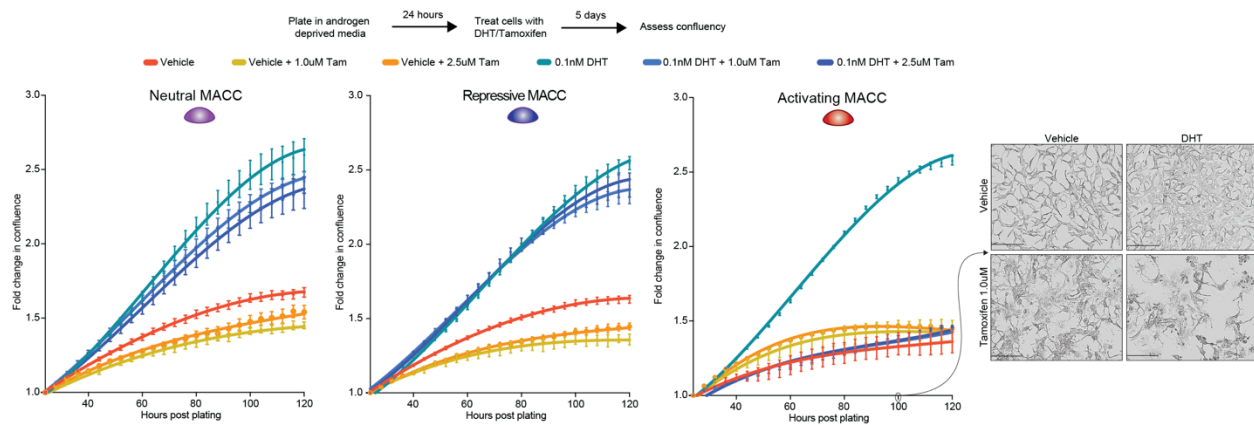 Plate in androgen deprived media
24 hours
Treat cells with DHT/Tamoxifen
5 days
Assess confluency
Vehicle
Vehicle + 1.0uM Tam
Vehicle + 2.5uM Tam
0.1nM DHT
0.1nM DHT + 1.0uM Tam
0.1nM DHT + 2.5uM Tam
Neutral MACC
Fold change in confluence
3.0
2.5
2.0
1.5
1.0
40
60
80
100
120
Hours post plating
Repressive MACC
Fold change in confluence
3.0
2.5
2.0
1.5
1.0
40
60
80
100
120
Hours post plating
Activating MACC
Fold change in confluence
3.0
2.5
2.0
1.5
1.0
40
60
80
100
120
Hours post plating
Vehicle
DHT
Vehicle
Tamoxifen 1.0uM